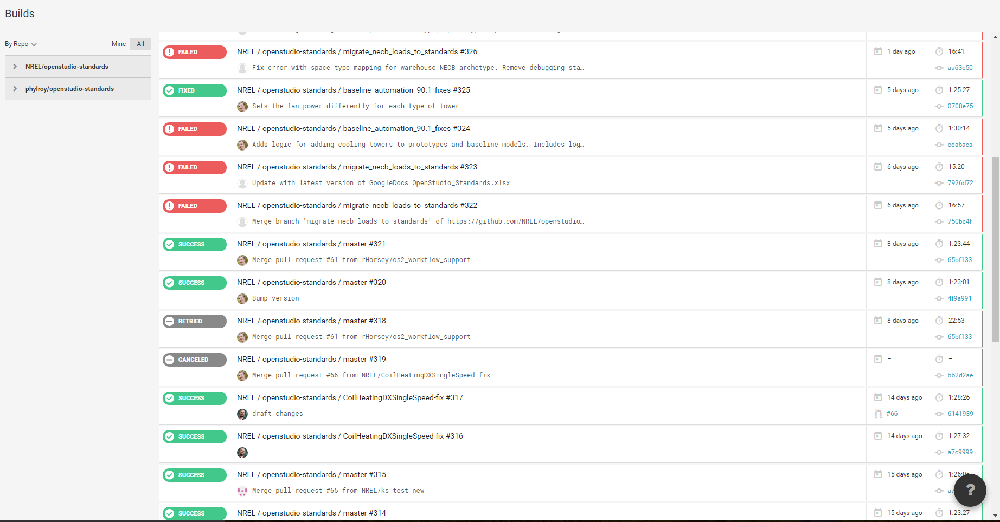 Builds
By Repo
Mine
All
NREL/openstudio-standards
phylroy/openstudio-standards
FAILED
NREL / openstudio-standards / migrate_necb_loads_to_standards #326
1 day ago
16:41
Fix error with space type mapping for warehouse NECB archetype. Remove debugging sta…
aa63c50
FIXED
NREL / openstudio-standards / baseline_automation_90.1_fixes #325
5 days ago
1:25:27
Sets the fan power differently for each type of tower
0708e75
FAILED
NREL / openstudio-standards / baseline_automation_90.1_fixes #324
5 days ago
1:30:14
Adds logic for adding cooling towers to prototypes and baseline models. Includes log…
eda6aca
FAILED
NREL / openstudio-standards / migrate_necb_loads_to_standards #323
6 days ago
15:20
Update with latest version of GoogleDocs OpenStudio_Standards.xlsx
7926d72
FAILED
NREL / openstudio-standards / migrate_necb_loads_to_standards #322
6 days ago
16:57
Merge branch 'migrate_necb_loads_to_standards' of https://github.com/NREL/openstudio…
750bc4f
SUCCESS
NREL / openstudio-standards / master #321
8 days ago
1:23:44
Merge pull request #61 from rHorsey/os2_workflow_support
65bf133
SUCCESS
NREL / openstudio-standards / master #320
8 days ago
1:23:01
Bump version
4f9a991
RETRIED
NREL / openstudio-standards / master #318
8 days ago
22:53
Merge pull request #61 from rHorsey/os2_workflow_support
65bf133
CANCELED
NREL / openstudio-standards / master #319
–
–
Merge pull request #66 from NREL/CoilHeatingDXSingleSpeed-fix
bb2d2ae
SUCCESS
NREL / openstudio-standards / CoilHeatingDXSingleSpeed-fix #317
14 days ago
1:28:26
draft changes
#66
6141939
SUCCESS
NREL / openstudio-standards / CoilHeatingDXSingleSpeed-fix #316
14 days ago
1:27:32
a7c9999
SUCCESS
NREL / openstudio-standards / master #315
15 days ago
1:26:05
Merge pull request #65 from NREL/ks_test_new
?
SUCCESS
NREL / openstudio-standards / master #314
15 days ago
1:23:27